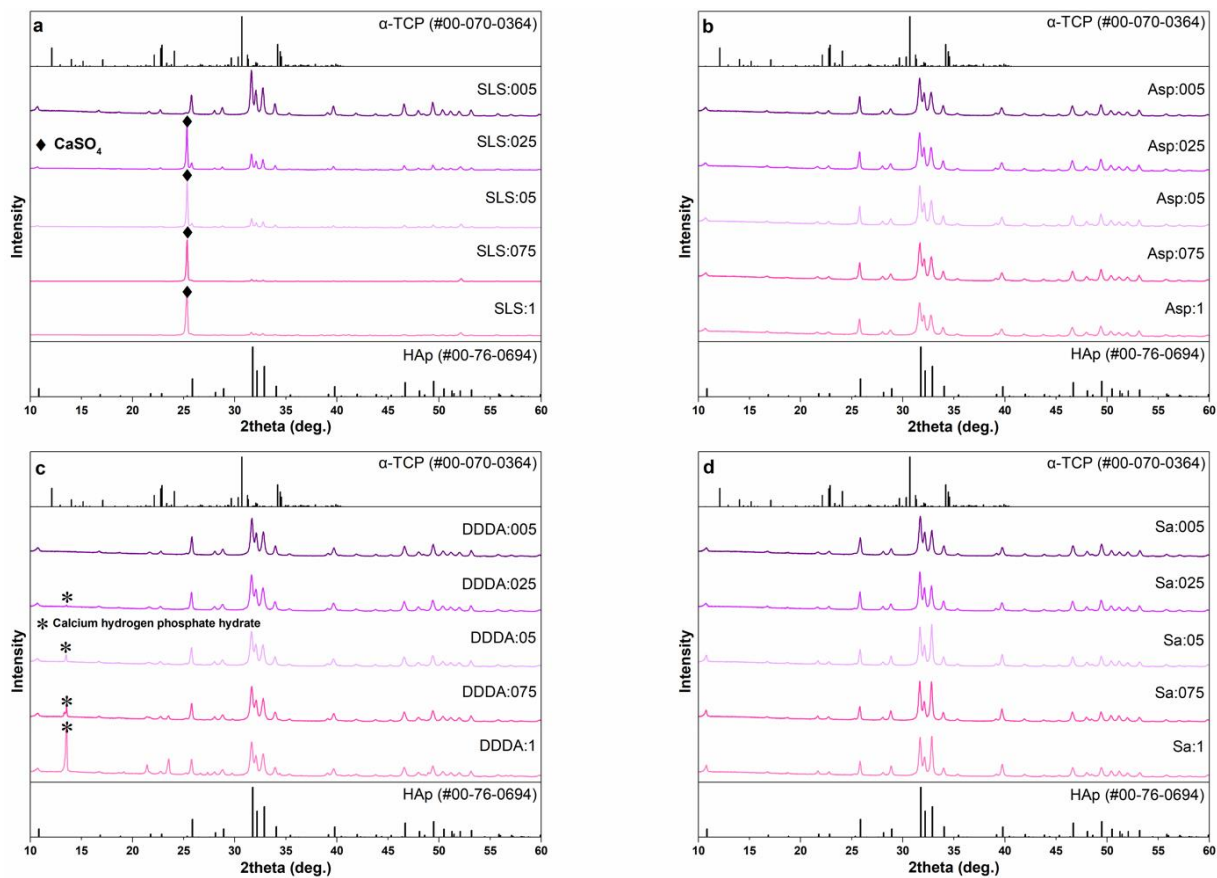 a
α-TCP (#00-070-0364)
SLS:005
SLS:025
◆ CaSO₄
SLS:05
SLS:075
SLS:1
HAp (#00-76-0694)
Intensity
10 15 20 25 30 35 40 45 50 55 60
2theta (deg.)
b
α-TCP (#00-070-0364)
Asp:005
Asp:025
Asp:05
Asp:075
Asp:1
HAp (#00-76-0694)
Intensity
10 15 20 25 30 35 40 45 50 55 60
2theta (deg.)
c
α-TCP (#00-070-0364)
DDDA:005
DDDA:025
* Calcium hydrogen phosphate hydrate
DDDA:05
DDDA:075
DDDA:1
HAp (#00-76-0694)
Intensity
10 15 20 25 30 35 40 45 50 55 60
2theta (deg.)
d
α-TCP (#00-070-0364)
Sa:005
Sa:025
Sa:05
Sa:075
Sa:1
HAp (#00-76-0694)
Intensity
10 15 20 25 30 35 40 45 50 55 60
2theta (deg.)